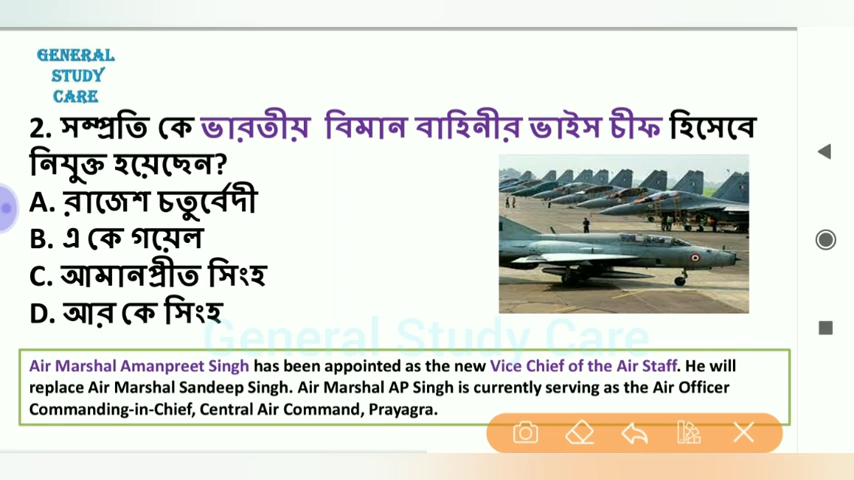 GENERAL
STUDY
CARE
2. সম্প্রতি কে ভারতীয় বিমান বাহিনীর ভাইস চীফ হিসেবে
নিযুক্ত হয়েছেন?
A. রাজেশ চতুর্বেদী
B. এ কে গয়েল
C. আমানপ্রীত সিংহ
D. আর কে সিংহ
General Study Care
Air Marshal Amanpreet Singh has been appointed as the new Vice Chief of the Air Staff. He will
replace Air Marshal Sandeep Singh. Air Marshal AP Singh is currently serving as the Air Officer
Commanding-in-Chief, Central Air Command, Prayagra.